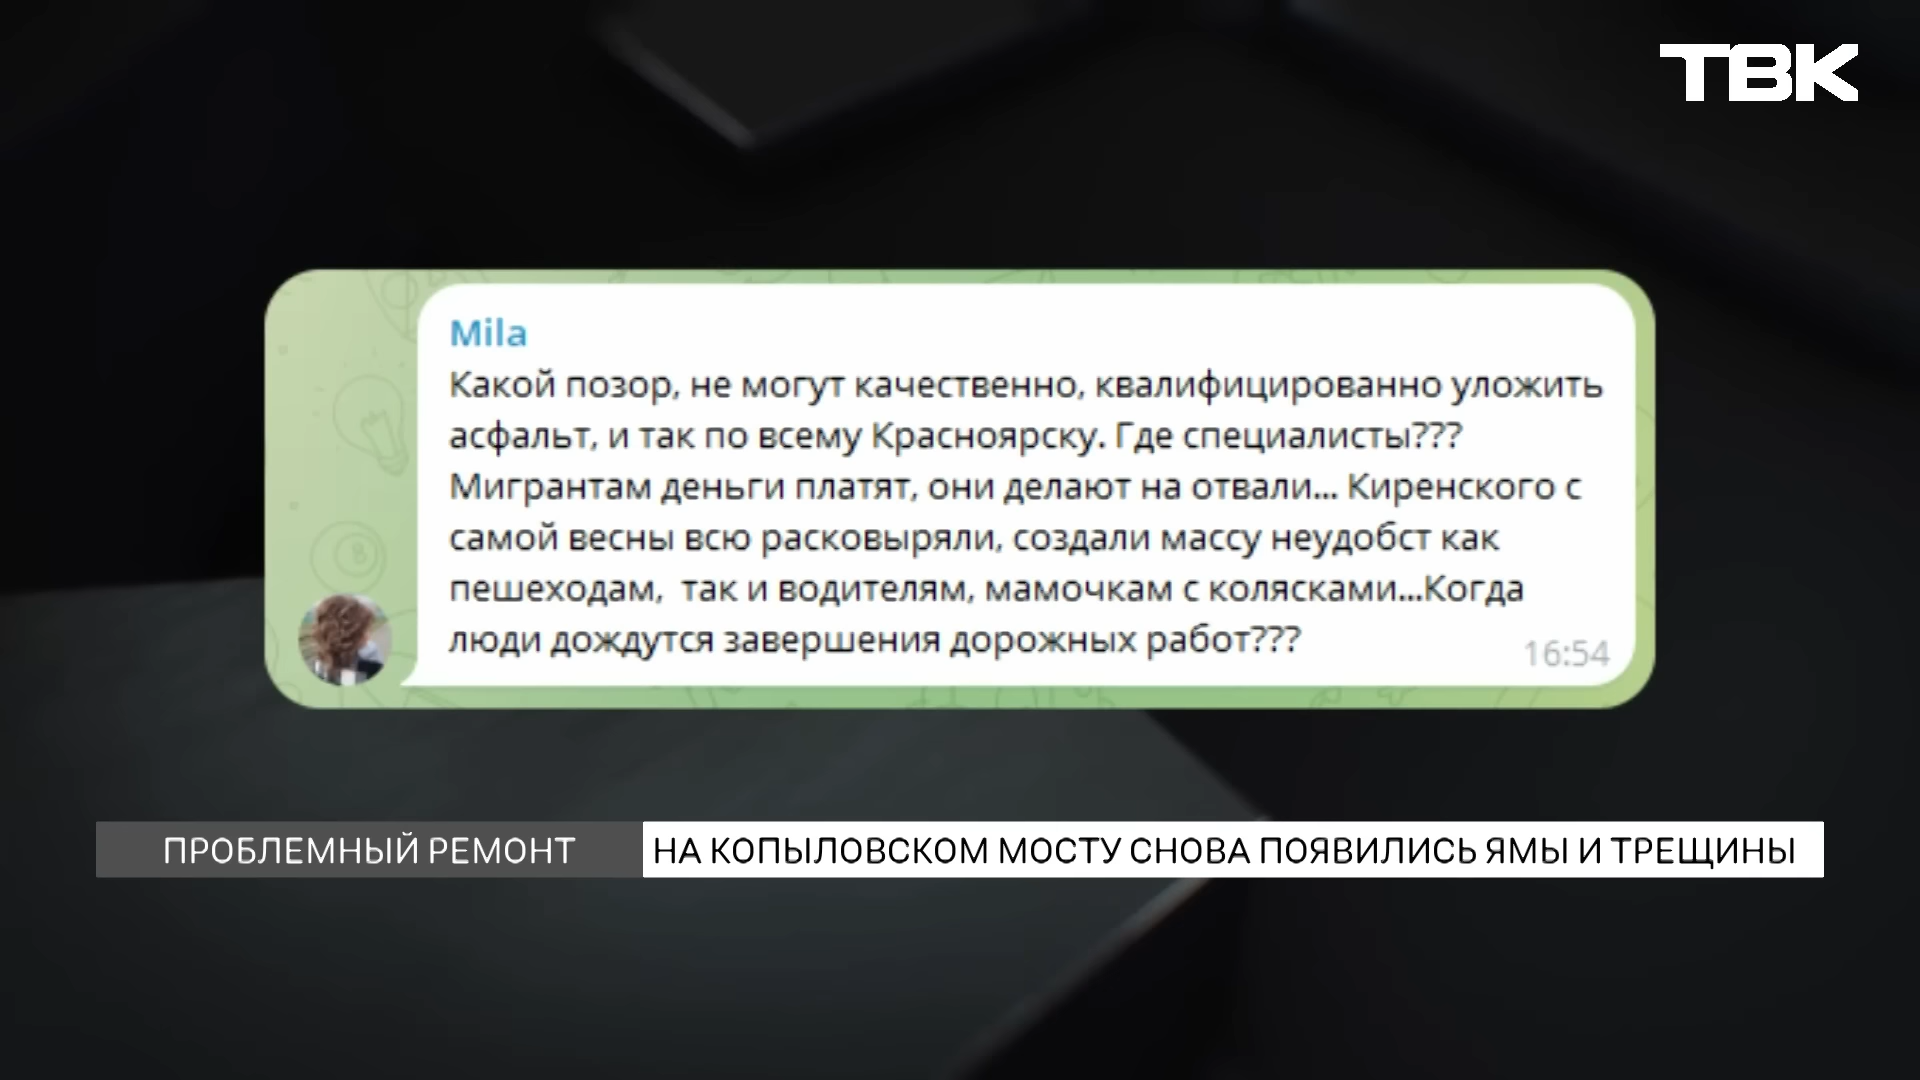 ТВК
Mila
Какой позор, не могут качественно, квалифицированно уложить
асфальт, и так по всему Красноярску. Где специалисты???
Мигрантам деньги платят, они делают на отвали... Киренского с
самой весны всю расковыряли, создали массу неудобст как
пешеходам,  так и водителям, мамочкам с колясками...Когда
люди дождутся завершения дорожных работ???
16:54
ПРОБЛЕМНЫЙ РЕМОНТ
НА КОПЫЛОВСКОМ МОСТУ СНОВА ПОЯВИЛИСЬ ЯМЫ И ТРЕЩИНЫ